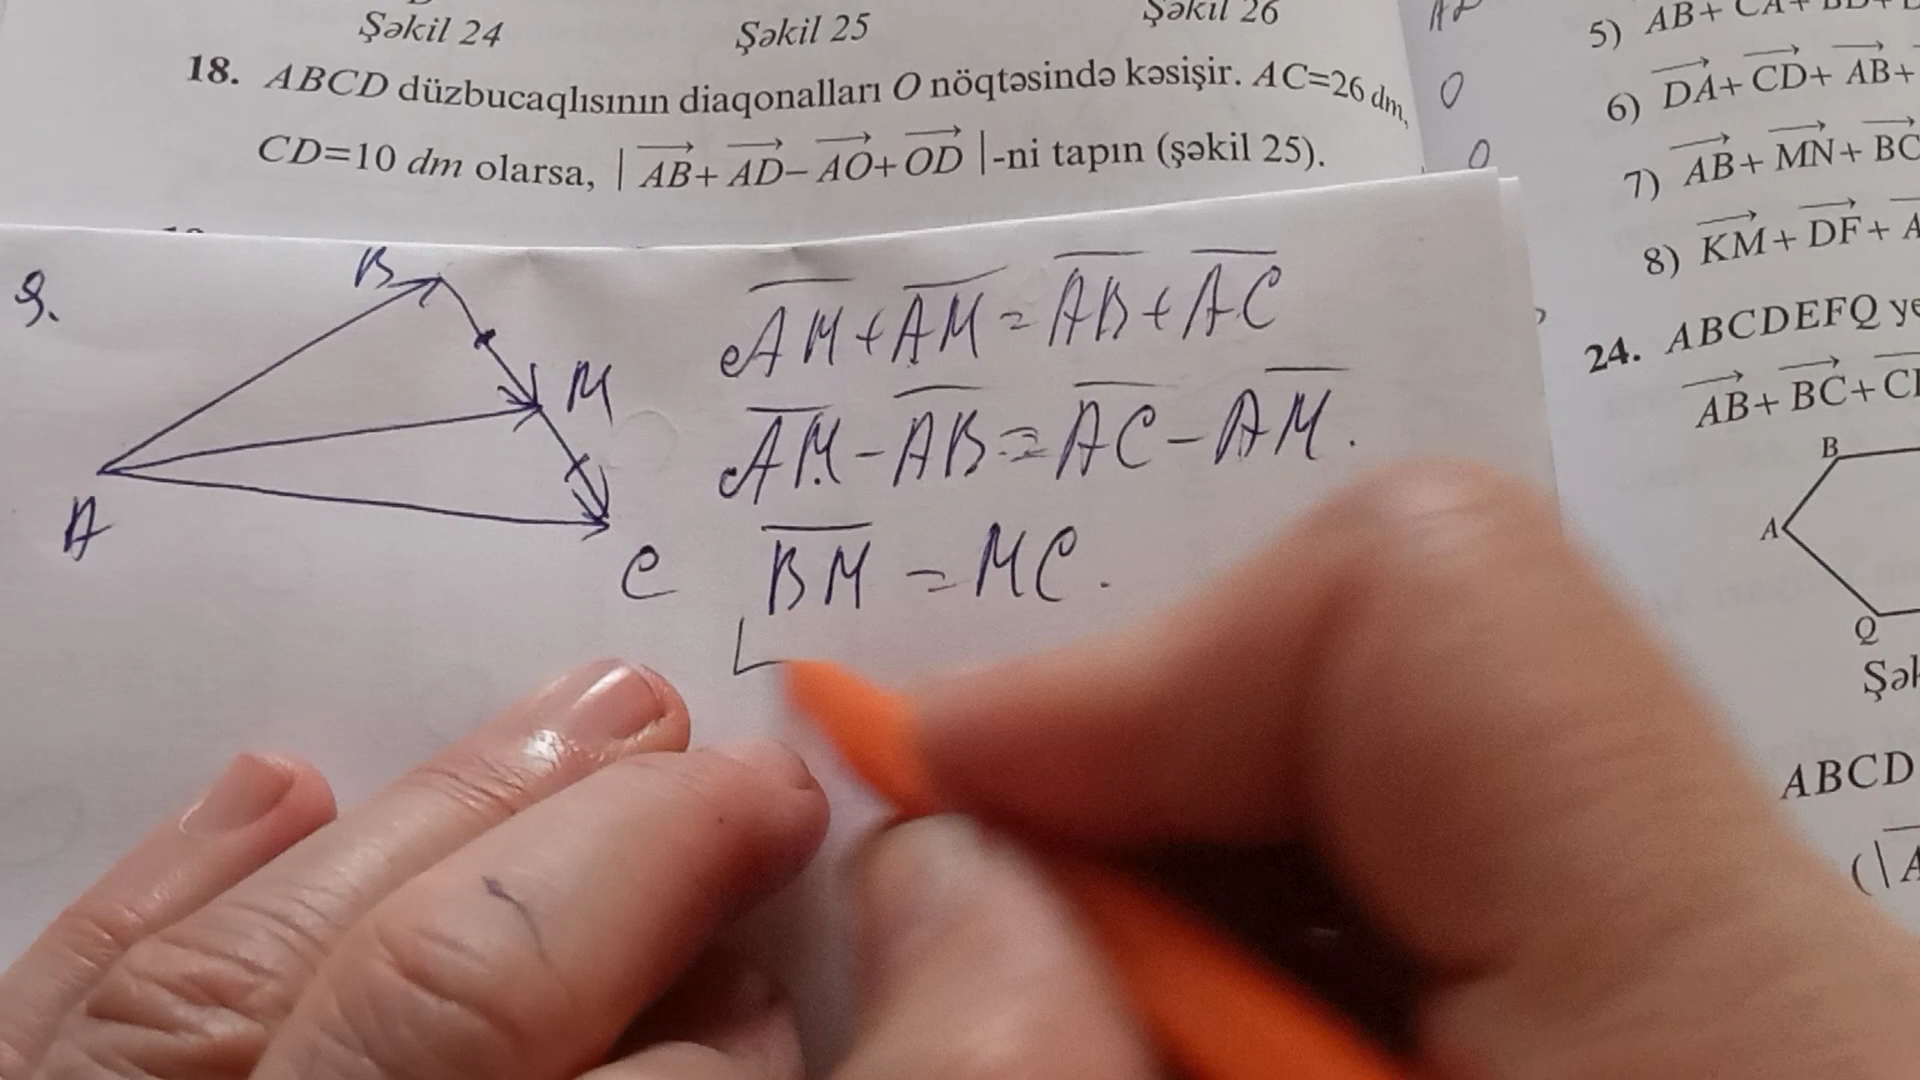 Şəkil 24
Şəkil 25
Şəkil 26
18. ABCD düzbucaqlısının diaqonalları O nöqtəsində kəsişir. AC=26 dm,
CD=10 dm olarsa, | AB+ AD− AO+ OD |-ni tapın (şəkil 25).
9.
B
M
A
C
AM + AM = AB + AC
AM - AB = AC - AM.
BM = MC.
0
0
5) AB+ CA+
6) DA+ CD+ AB+
7) AB+ MN+ BC
8) KM+ DF+ A
24. ABCDEFQ
AB+ BC+
B
A
Q
ABCD